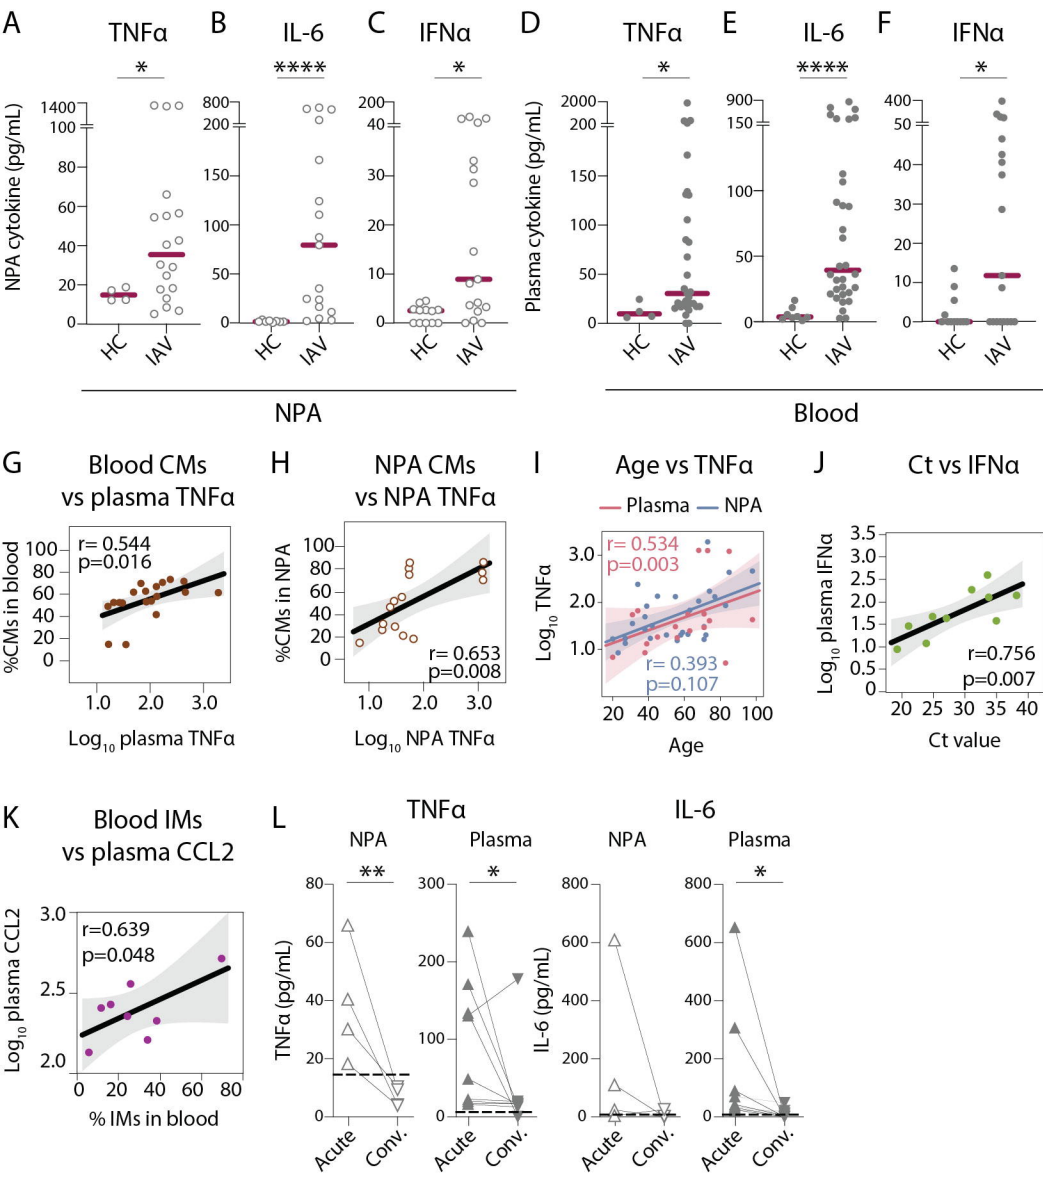 A TNFα B IL-6 C IFNα D TNFα E IL-6 F IFNα
* **** * * **** *
NPA cytokine (pg/mL)
1400
100
80
60
40
20
0
HC IAV
800
200
150
100
50
0
HC IAV
200
40
30
20
10
0
HC IAV
NPA
Plasma cytokine (pg/mL)
2000
200
150
100
50
0
HC IAV
900
150
100
50
0
HC IAV
400
50
40
30
20
10
0
HC IAV
Blood
G Blood CMs
vs plasma TNFα
%CMs in blood
r= 0.544
p=0.016
100
80
60
40
20
0
1.0 2.0 3.0
Log10 plasma TNFα
H NPA CMs
vs NPA TNFα
%CMs in NPA
100
80
60
40
20
0
r= 0.653
p=0.008
1.0 2.0 3.0
Log10 NPA TNFα
I Age vs TNFα
Plasma NPA
Log10 TNFα
r= 0.534
p=0.003
3.0
2.0
1.0
r= 0.393
p=0.107
20 40 60 80 100
Age
J Ct vs IFNα
Log10 plasma IFNα
3.5
3.0
2.5
2.0
1.5
1.0
0.5
0
r=0.756
p=0.007
20 25 30 35 40
Ct value
K Blood IMs
vs plasma CCL2
Log10 plasma CCL2
r=0.639
p=0.048
3.0
2.5
2.0
0 20 40 60 80
% IMs in blood
L TNFα IL-6
NPA Plasma NPA Plasma
** * *
TNFα (pg/mL)
80
60
40
20
0
Acute Conv.
300
200
100
0
Acute Conv.
IL-6 (pg/mL)
800
600
400
200
0
Acute Conv.
800
600
400
200
0
Acute Conv.